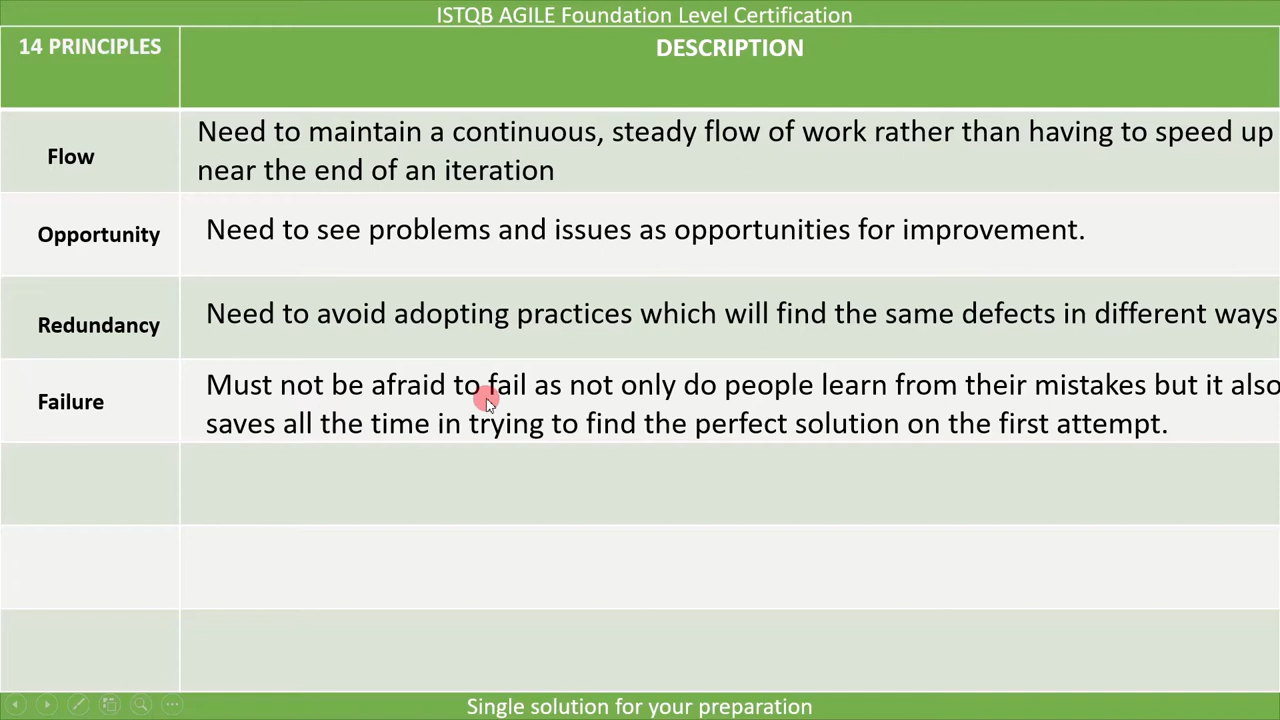 ISTQB AGILE Foundation Level Certification
14 PRINCIPLES
DESCRIPTION
Flow
Need to maintain a continuous, steady flow of work rather than having to speed up
near the end of an iteration
Opportunity
Need to see problems and issues as opportunities for improvement.
Redundancy
Need to avoid adopting practices which will find the same defects in different ways
Failure
Must not be afraid to fail as not only do people learn from their mistakes but it also
saves all the time in trying to find the perfect solution on the first attempt.
Single solution for your preparation